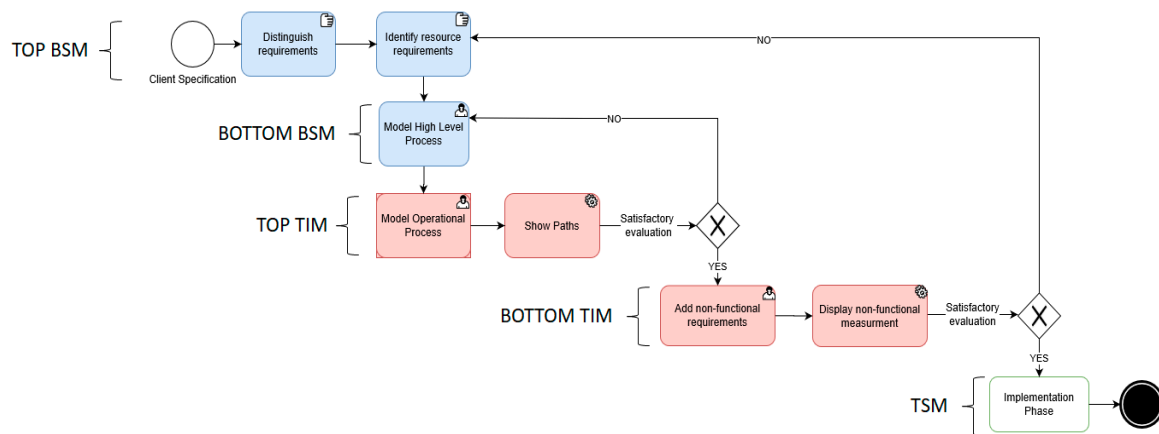 TOP BSM
Client Specification
Distinguish
requirements
Identify resource
requirements
NO
BOTTOM BSM
Model High Level
Process
NO
TOP TIM
Model Operational
Process
Show Paths
Satisfactory
evaluation
X
YES
BOTTOM TIM
Add non-functional
requirements
Display non-functional
measurment
Satisfactory
evaluation
X
YES
TSM
Implementation
Phase